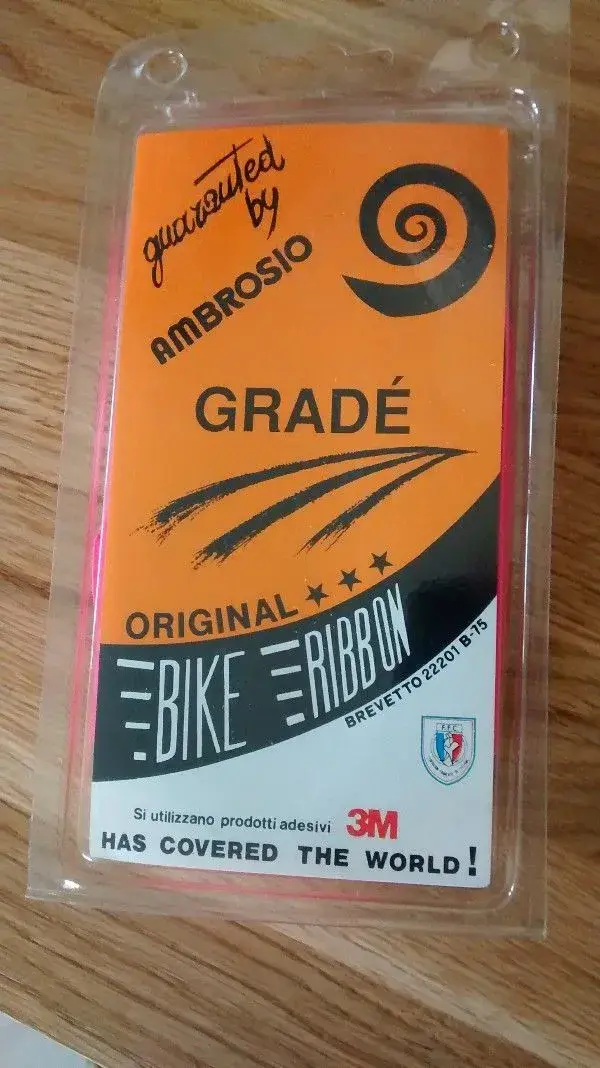 guaranted
by
AMBROSIO
GRADÉ
ORIGINAL ★ ★ ★
BIKE RIBBON
BREVETTO 22201 B-75
F.F.C.
Si utilizzano prodotti adesivi 3M
HAS COVERED THE WORLD!